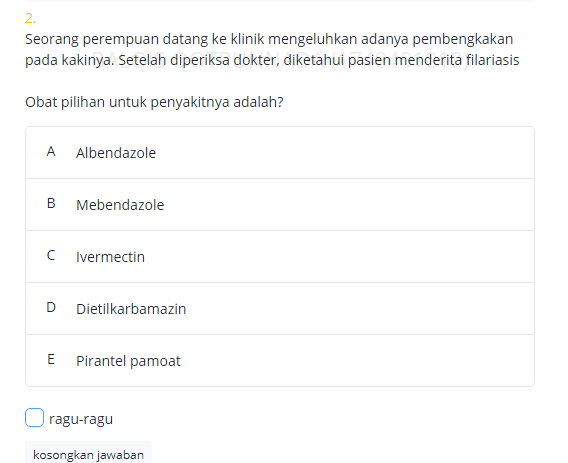 2.
Seorang perempuan datang ke klinik mengeluhkan adanya pembengkakan
pada kakinya. Setelah diperiksa dokter, diketahui pasien menderita filariasis
Obat pilihan untuk penyakitnya adalah?
A Albendazole
B Mebendazole
C Ivermectin
D Dietilkarbamazin
E Pirantel pamoat
ragu-ragu
kosongkan jawaban